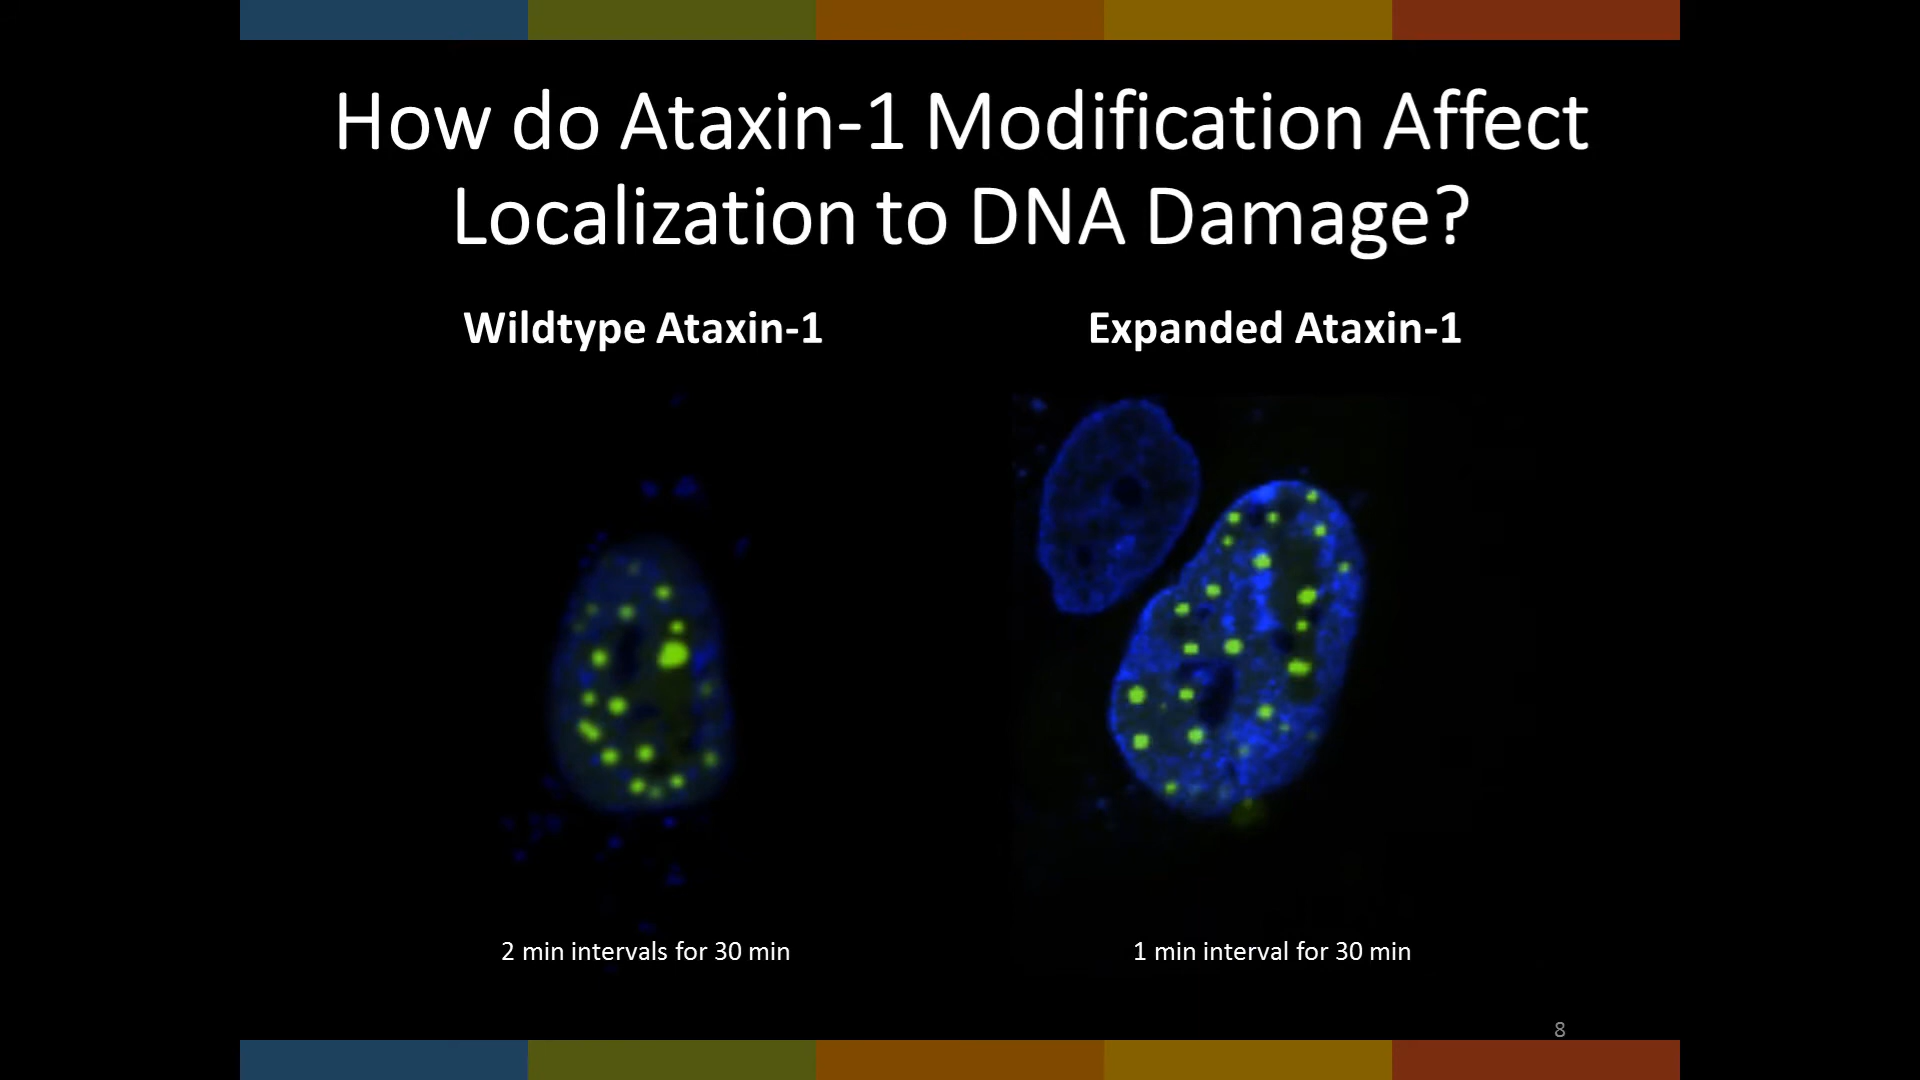 How do Ataxin-1 Modification Affect
Localization to DNA Damage?
Wildtype Ataxin-1
Expanded Ataxin-1
2 min intervals for 30 min
1 min interval for 30 min
8